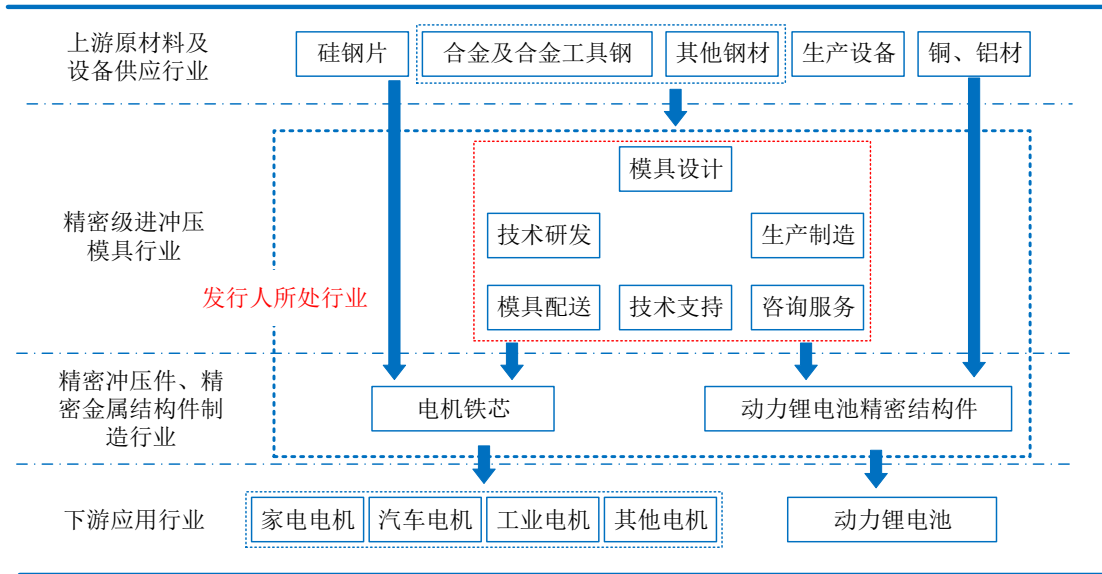 上游原材料及
设备供应行业
硅钢片
合金及合金工具钢
其他钢材
生产设备
铜、铝材
精密级进冲压
模具行业
发行人所处行业
模具设计
技术研发
生产制造
模具配送
技术支持
咨询服务
精密冲压件、精
密金属结构件制
造行业
电机铁芯
动力锂电池精密结构件
下游应用行业
家电电机
汽车电机
工业电机
其他电机
动力锂电池